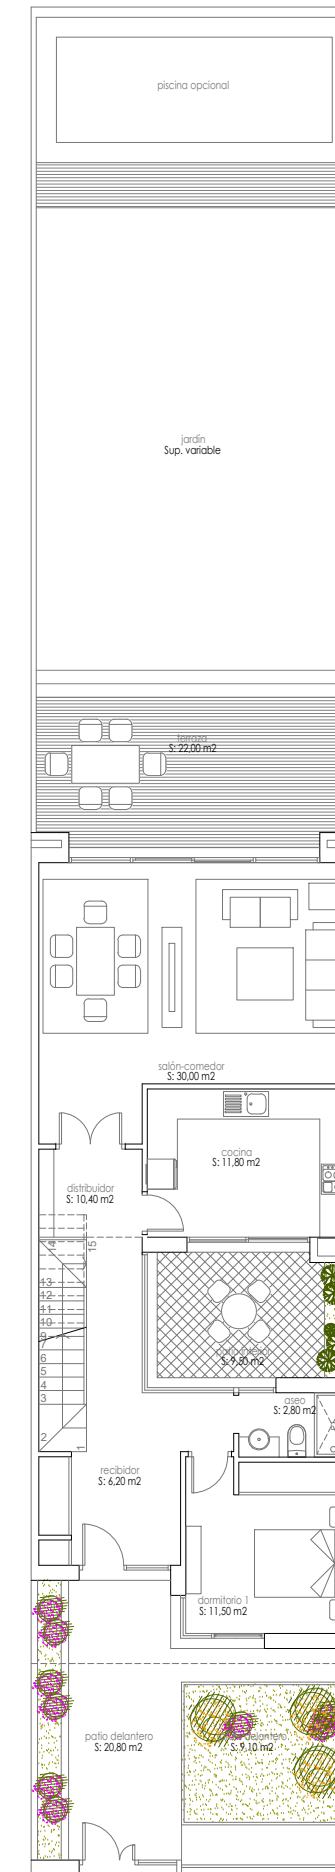 piscina opcional
jardín
Sup. variable
terraza
S: 22,00 m2
salón-comedor
S: 30,00 m2
cocina
S: 11,80 m2
distribuidor
S: 10,40 m2
14
15
13
12
11
10
9
7
6
5
4
3
2
1
patio interior
S: 9,50 m2
aseo
S: 2,80 m2
recibidor
S: 6,20 m2
dormitorio 1
S: 11,50 m2
patio delantero
S: 20,80 m2
delantero
S: 9,10 m2